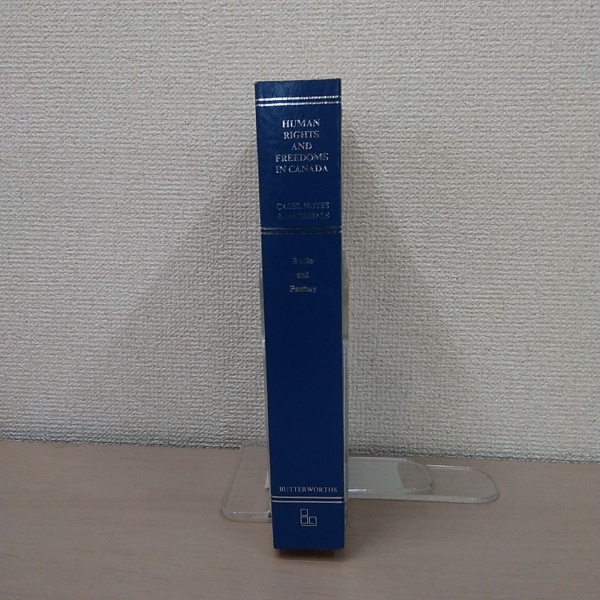 HUMAN
RIGHTS
AND
FREEDOMS
IN CANADA
CASES, NOTES
& MATERIALS
and
BUTTERWORTHS